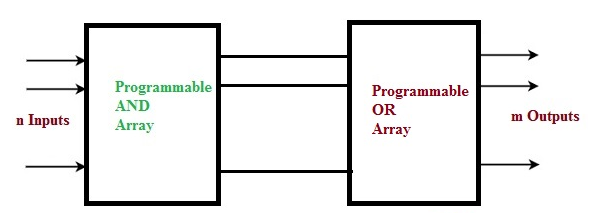 n Inputs
Programmable
AND
Array
Programmable
OR
Array
m Outputs